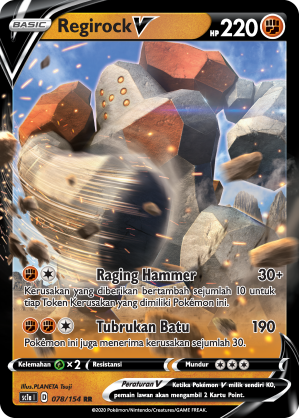 BASIC Regirock V HP 220
Raging Hammer 30+
Kerusakan yang diberikan bertambah sejumlah 10 untuk
tiap Token Kerusakan yang dimiliki Pokémon ini.
Tubrukan Batu 190
Pokémon ini juga menerima kerusakan sejumlah 30.
Kelemahan ×2 Resistansi Mundur
Illus. PLANETA Tsuji
sc1a I D 078/154 RR
Peraturan V Ketika Pokémon V milik sendiri KO,
pemain lawan akan mengambil 2 Kartu Point.
©2020 Pokémon/Nintendo/Creatures/GAME FREAK.